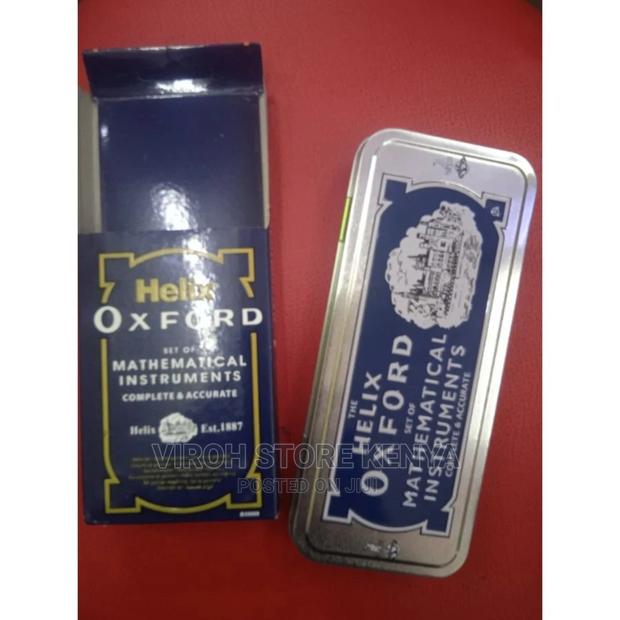 Helix
OXFORD
SET OF
MATHEMATICAL
INSTRUMENTS
COMPLETE & ACCURATE
Helix Est.1887
THE
HELIX
OXFORD
SET OF
MATHEMATICAL
INSTRUMENTS
COMPLETE & ACCURATE
VIROH STORE KENYA
POSTED ON JIJI